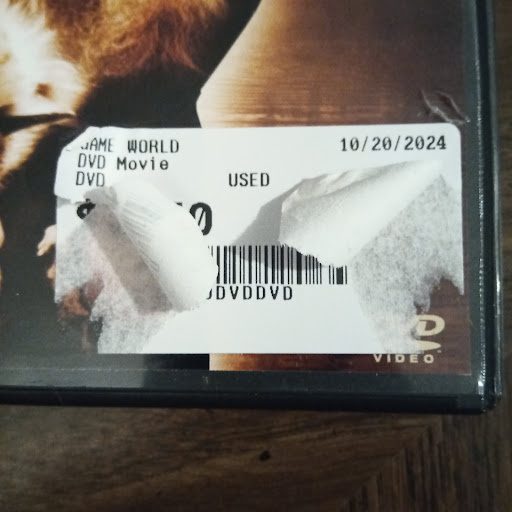 GAME WORLD
10/20/2024
DVD Movie
DVD
USED
DVDDVD
VIDEO